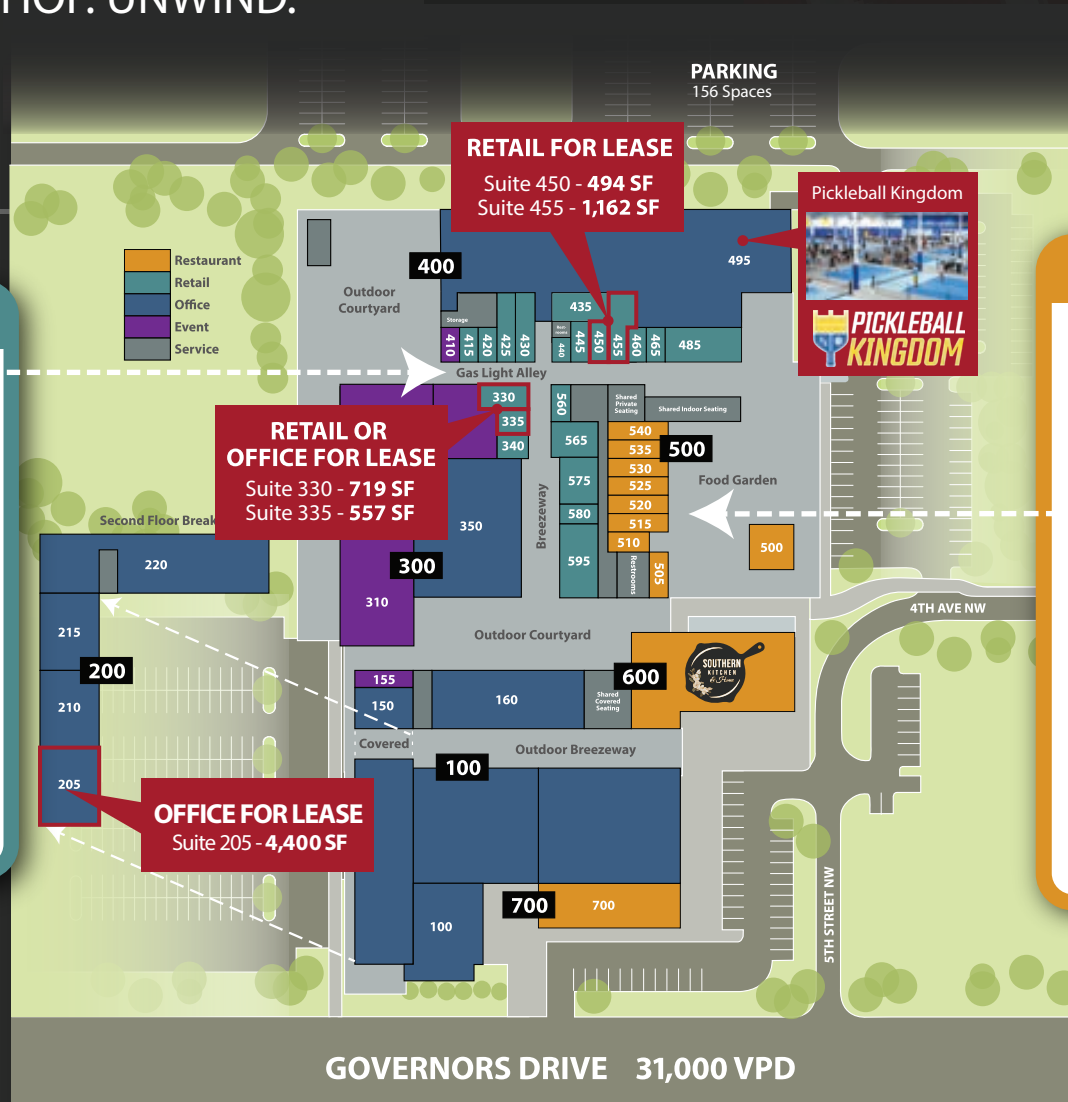 UNWIND.
PARKING
156 Spaces
RETAIL FOR LEASE
Suite 450 - 494 SF
Suite 455 - 1,162 SF
Pickleball Kingdom
PICKLEBALL
KINGDOM
495
Restaurant
Retail
Office
Event
Service
400
Outdoor
Courtyard
Storage
410
415
420
425
430
435
Rest-
rooms
440
445
450
455
460
465
485
Gas Light Alley
330
335
340
RETAIL OR
OFFICE FOR LEASE
Suite 330 - 719 SF
Suite 335 - 557 SF
560
Shared
Private
Seating
Shared Indoor Seating
565
575
580
595
540
535
530
525
520
515
510
505
Restrooms
500
Food Garden
500
Breezeway
350
300
310
Second Floor Break
220
215
200
210
205
4TH AVE NW
Outdoor Courtyard
155
150
160
Shared
Covered
Seating
600
SOUTHERN
KITCHEN
& Home
Covered
Outdoor Breezeway
100
OFFICE FOR LEASE
Suite 205 - 4,400 SF
700
700
100
5TH STREET NW
GOVERNORS DRIVE 31,000 VPD